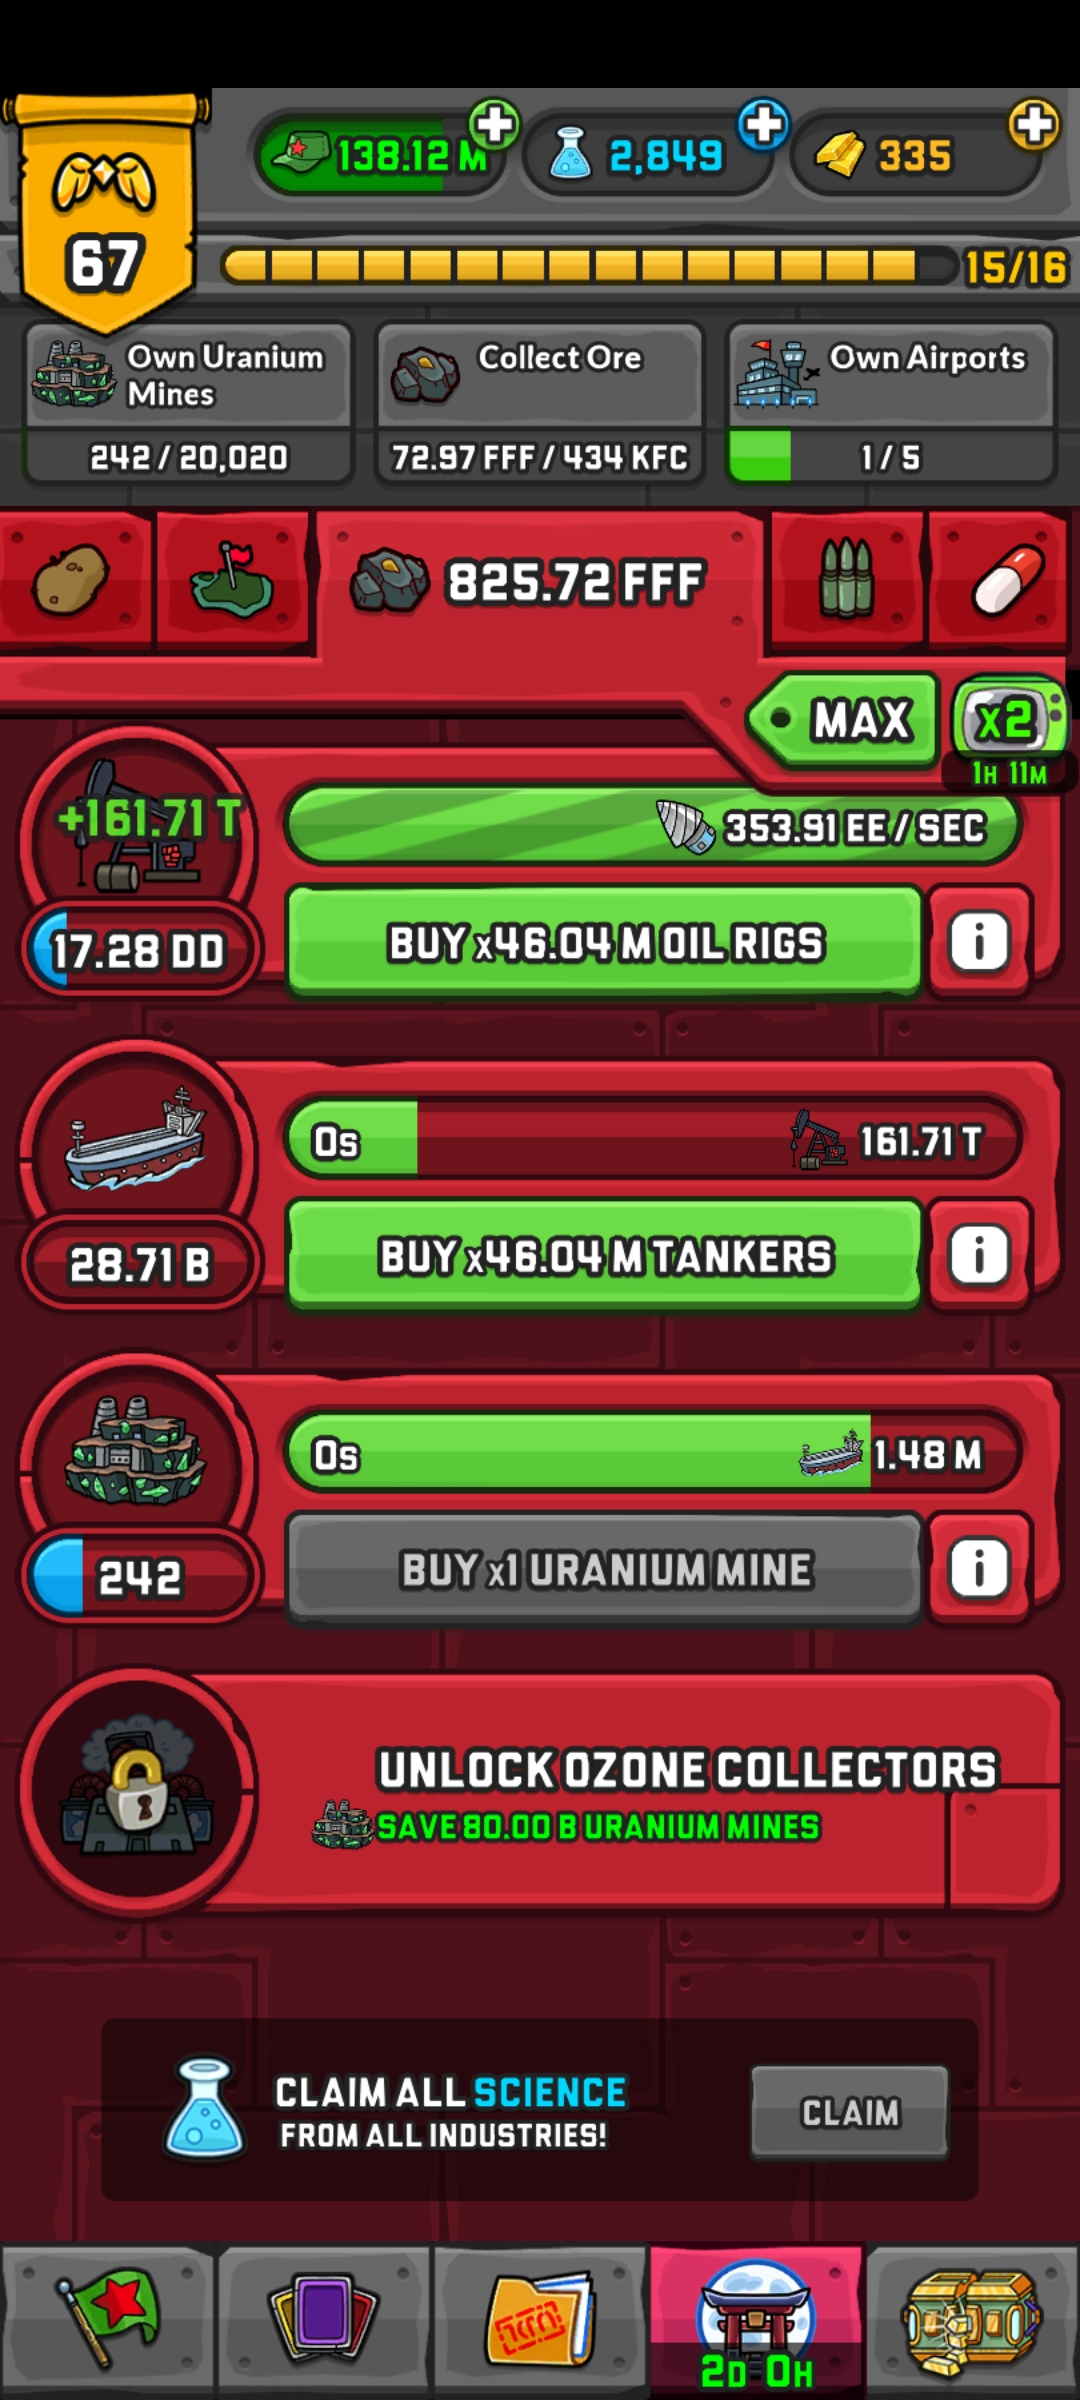 138.12 M
2,849
335
67
15/16
Own Uranium
Mines
242 / 20,020
Collect Ore
72.97 FFF / 434 KFC
Own Airports
1 / 5
825.72 FFF
MAX
x2
1H 11M
+161.71 T
353.91 EE / SEC
17.28 DD
BUY x46.04 M OIL RIGS
i
0s
161.71 T
28.71 B
BUY x46.04 M TANKERS
i
0s
1.48 M
242
BUY x1 URANIUM MINE
i
UNLOCK OZONE COLLECTORS
SAVE 80.00 B URANIUM MINES
CLAIM ALL SCIENCE
FROM ALL INDUSTRIES!
CLAIM
2D 0H